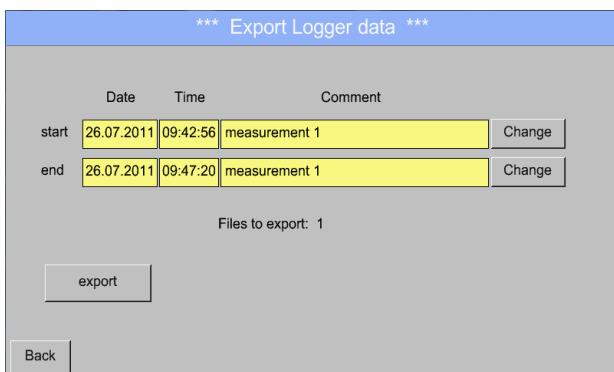 *** Export Logger data ***
Date Time Comment
start 26.07.2011 09:42:56 measurement 1 Change
end 26.07.2011 09:47:20 measurement 1 Change
Files to export: 1
export
Back